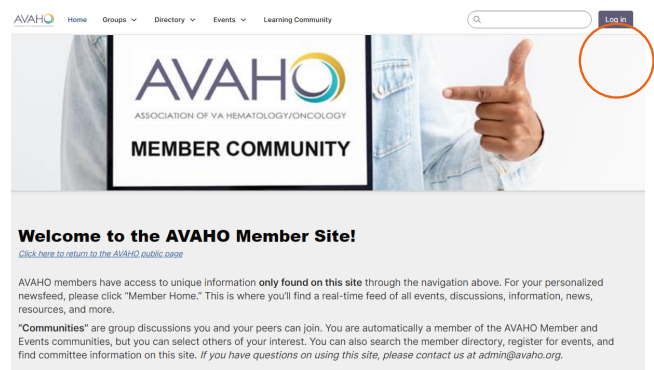 AVAHO Home Groups Directory Events Learning Community Log in
AVAHO
ASSOCIATION OF VA HEMATOLOGY/ONCOLOGY
MEMBER COMMUNITY
Welcome to the AVAHO Member Site!
Click here to return to the AVAHO public page
AVAHO members have access to unique information only found on this site through the navigation above. For your personalized
newsfeed, please click “Member Home.” This is where you’ll find a real-time feed of all events, discussions, information, news,
resources, and more.
“Communities” are group discussions you and your peers can join. You are automatically a member of the AVAHO Member and
Events communities, but you can select others of your interest. You can also search the member directory, register for events, and
find committee information on this site. If you have questions on using this site, please contact us at admin@avaho.org.